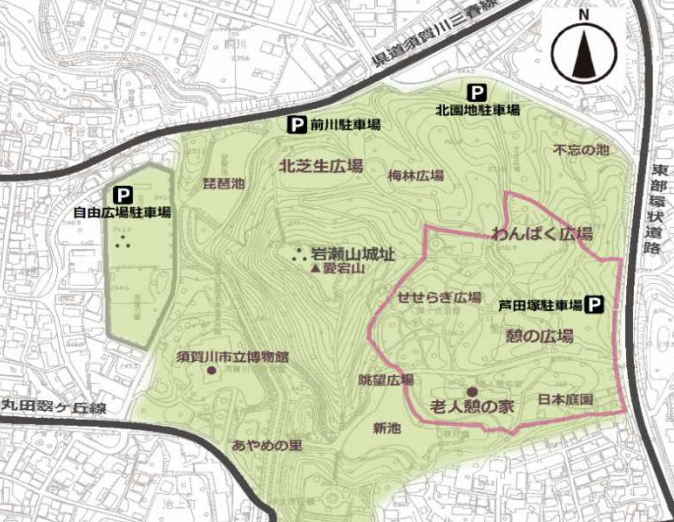 N
県道須賀川三春線
P 北園地駐車場
P 前川駐車場
不忘の池
北芝生広場
梅林広場
琵琶池
P
自由広場駐車場
東部環状道路
わんぱく広場
岩瀬山城址
愛宕山
せせらぎ広場
芦田塚駐車場 P
憩の広場
須賀川市立博物館
眺望広場
老人憩の家
日本庭園
丸田翠ヶ丘線
新池
あやめの里